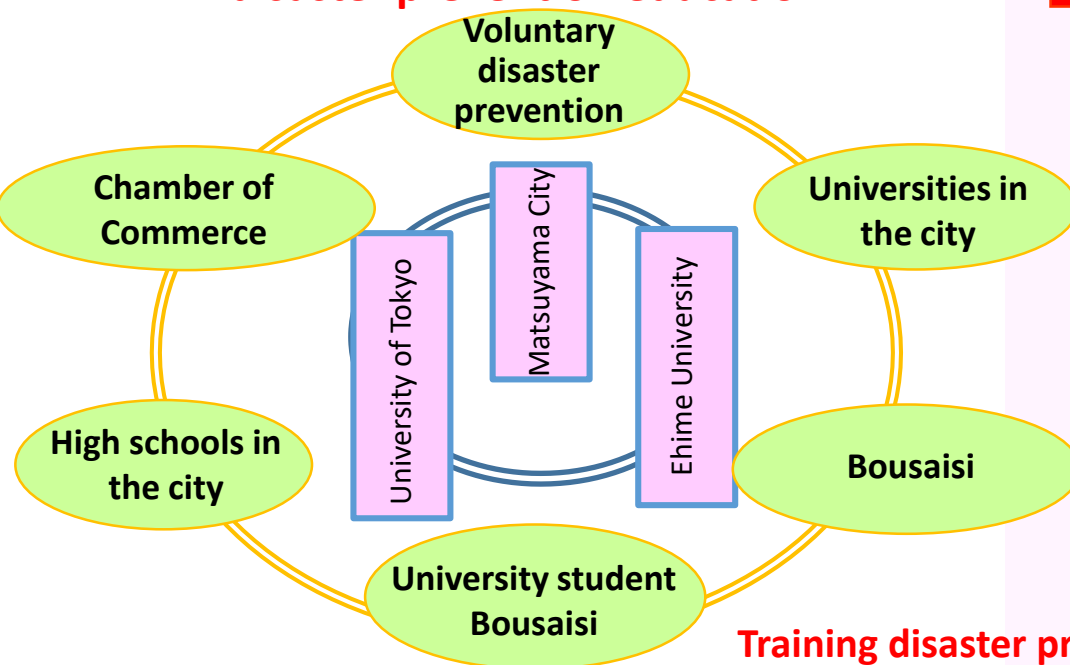 Voluntary
disaster
prevention
Chamber of
Commerce
Universities in
the city
Matsuyama City
University of Tokyo
Ehime University
High schools in
the city
Bousaisi
University student
Bousaisi
Training disaster